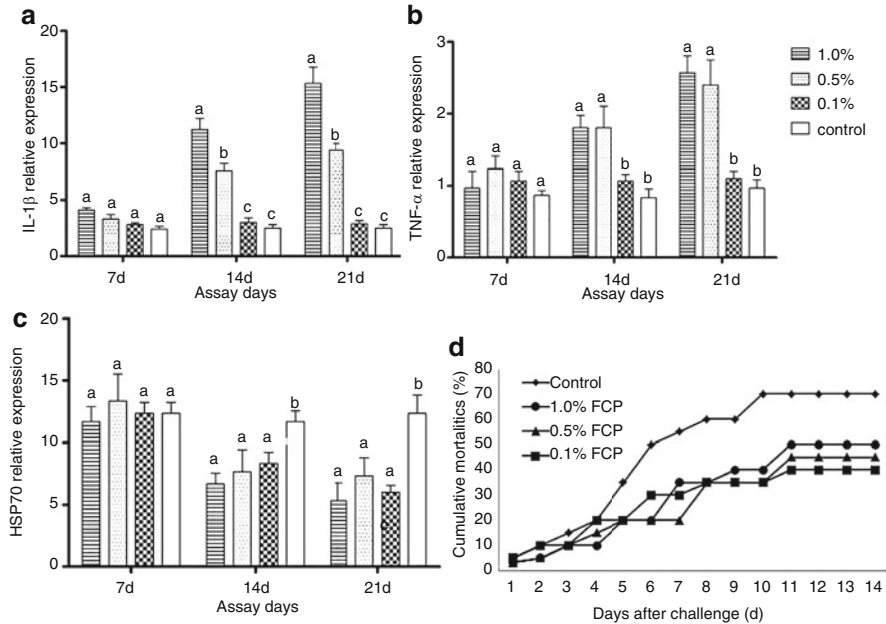 a
IL-1β relative expression
20
15
10
5
0
a a a a
a b c c
a b c c
7d 14d 21d
Assay days
b
TNF-α relative expression
3
2
1
0
a a a a
a a b b
a a b b
7d 14d 21d
Assay days
1.0%
0.5%
0.1%
control
c
HSP70 relative expression
20
15
10
5
0
a a a a
a a a b
a a a b
c
7d 14d 21d
Assay days
d
Cumulative mortalitics (%)
80
70
60
50
40
30
20
10
0
Control
1.0% FCP
0.5% FCP
0.1% FCP
1 2 3 4 5 6 7 8 9 10 11 12 13 14
Days after challenge (d)